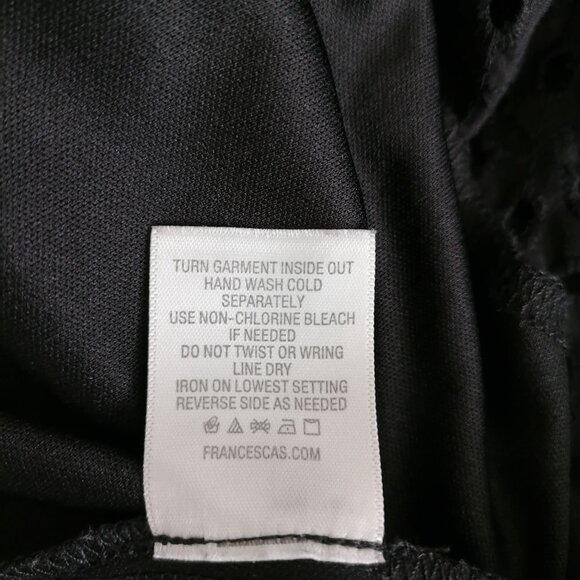 TURN GARMENT INSIDE OUT
HAND WASH COLD
SEPARATELY
USE NON-CHLORINE BLEACH
IF NEEDED
DO NOT TWIST OR WRING
LINE DRY
IRON ON LOWEST SETTING
REVERSE SIDE AS NEEDED
FRANCESCAS.COM